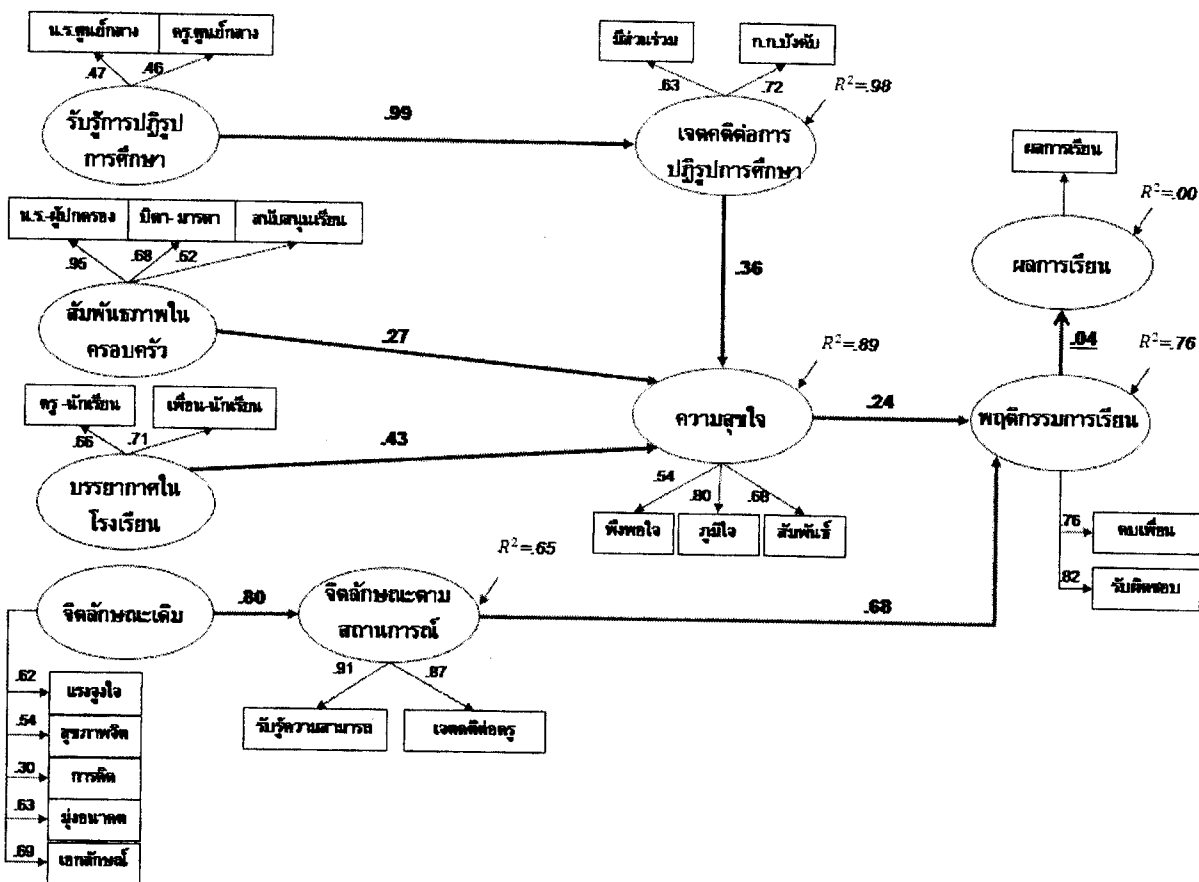 น.ร.ศูนย์กลาง ครู.ศูนย์กลาง
.47 .46
รับรู้การปฏิรูป
การศึกษา
.99
มีส่วนร่วม ก.ก.บังคับ
.63 .72
R²=.98
เจตคติต่อการ
ปฏิรูปการศึกษา
ผลการเรียน
R²=.00
ผลการเรียน
น.ร.-ผู้ปกครอง บิดา-มารดา สนับสนุนเรียน
.95 .68 .52
สัมพันธภาพใน
ครอบครัว
.27
.36
.04
R²=.89
R²=.76
ครู-นักเรียน เพื่อน-นักเรียน
.66 .71
บรรยากาศใน
โรงเรียน
.43
ความสุขใจ
.24
พฤติกรรมการเรียน
.54 .80 .68
พึงพอใจ ภูมิใจ สัมพันธ์
.76 คบเพื่อน
.82 รับผิดชอบ
R²=.65
จิตลักษณะเดิม
.80
จิตลักษณะตาม
สถานการณ์
.68
.91 .87
รับรู้ความสามารถ เจตคติต่อครู
.62 แรงจูงใจ
.54 สุขภาพจิต
.30 การคิด
.63 มุ่งอนาคต
.69 เอกลักษณ์